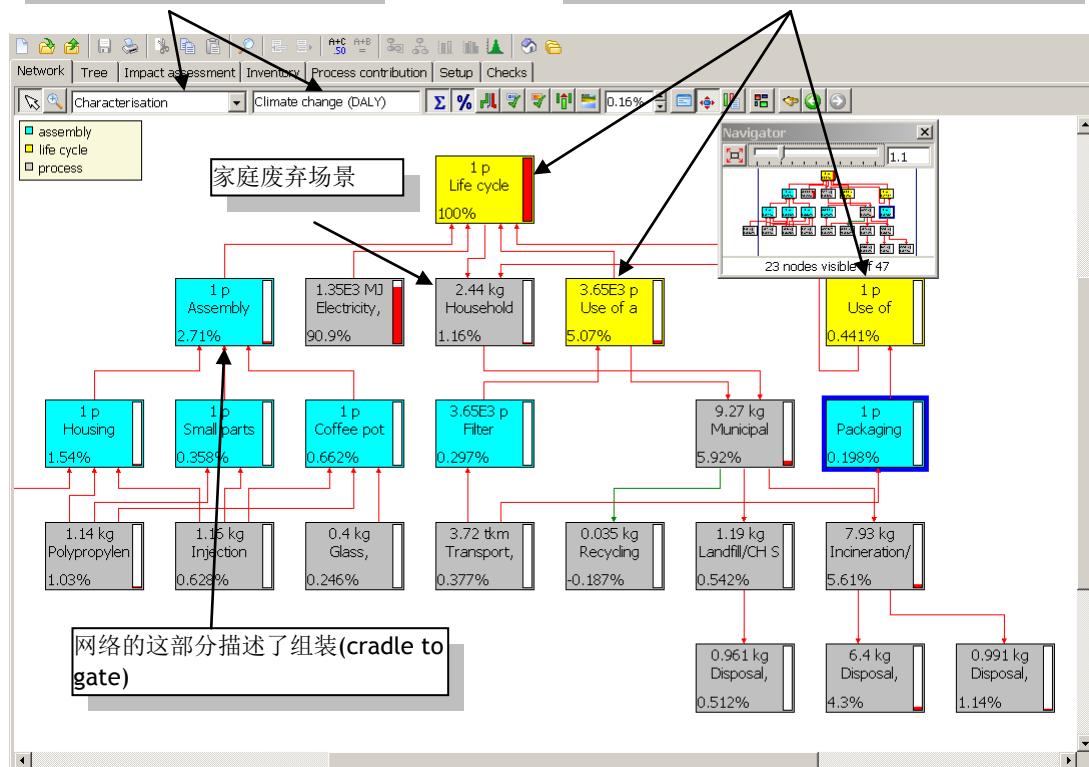 A+C
.50
A+B
Network Tree Impact assessment Inventory Process contribution Setup Checks
Characterisation Climate change (DALY) Σ % 0.16%
assembly
life cycle
process
Navigator
1.1
23 nodes visible of 47
家庭废弃场景
1 p
Life cycle
100%
1 p
Assembly
2.71%
1.35E3 MJ
Electricity,
90.9%
2.44 kg
Household
1.16%
3.65E3 p
Use of a
5.07%
1 p
Use of
0.441%
1 p
Housing
1.54%
1 p
Small parts
0.358%
1 p
Coffee pot
0.662%
3.65E3 p
Filter
0.297%
9.27 kg
Municipal
5.92%
1 p
Packaging
0.198%
1.14 kg
Polypropylen
1.03%
1.16 kg
Injection
0.628%
0.4 kg
Glass,
0.246%
3.72 tkm
Transport,
0.377%
0.035 kg
Recycling
-0.187%
1.19 kg
Landfill/CH S
0.542%
7.93 kg
Incineration/
5.61%
网络的这部分描述了组装(cradle to
gate)
0.961 kg
Disposal,
0.512%
6.4 kg
Disposal,
4.3%
0.991 kg
Disposal,
1.14%